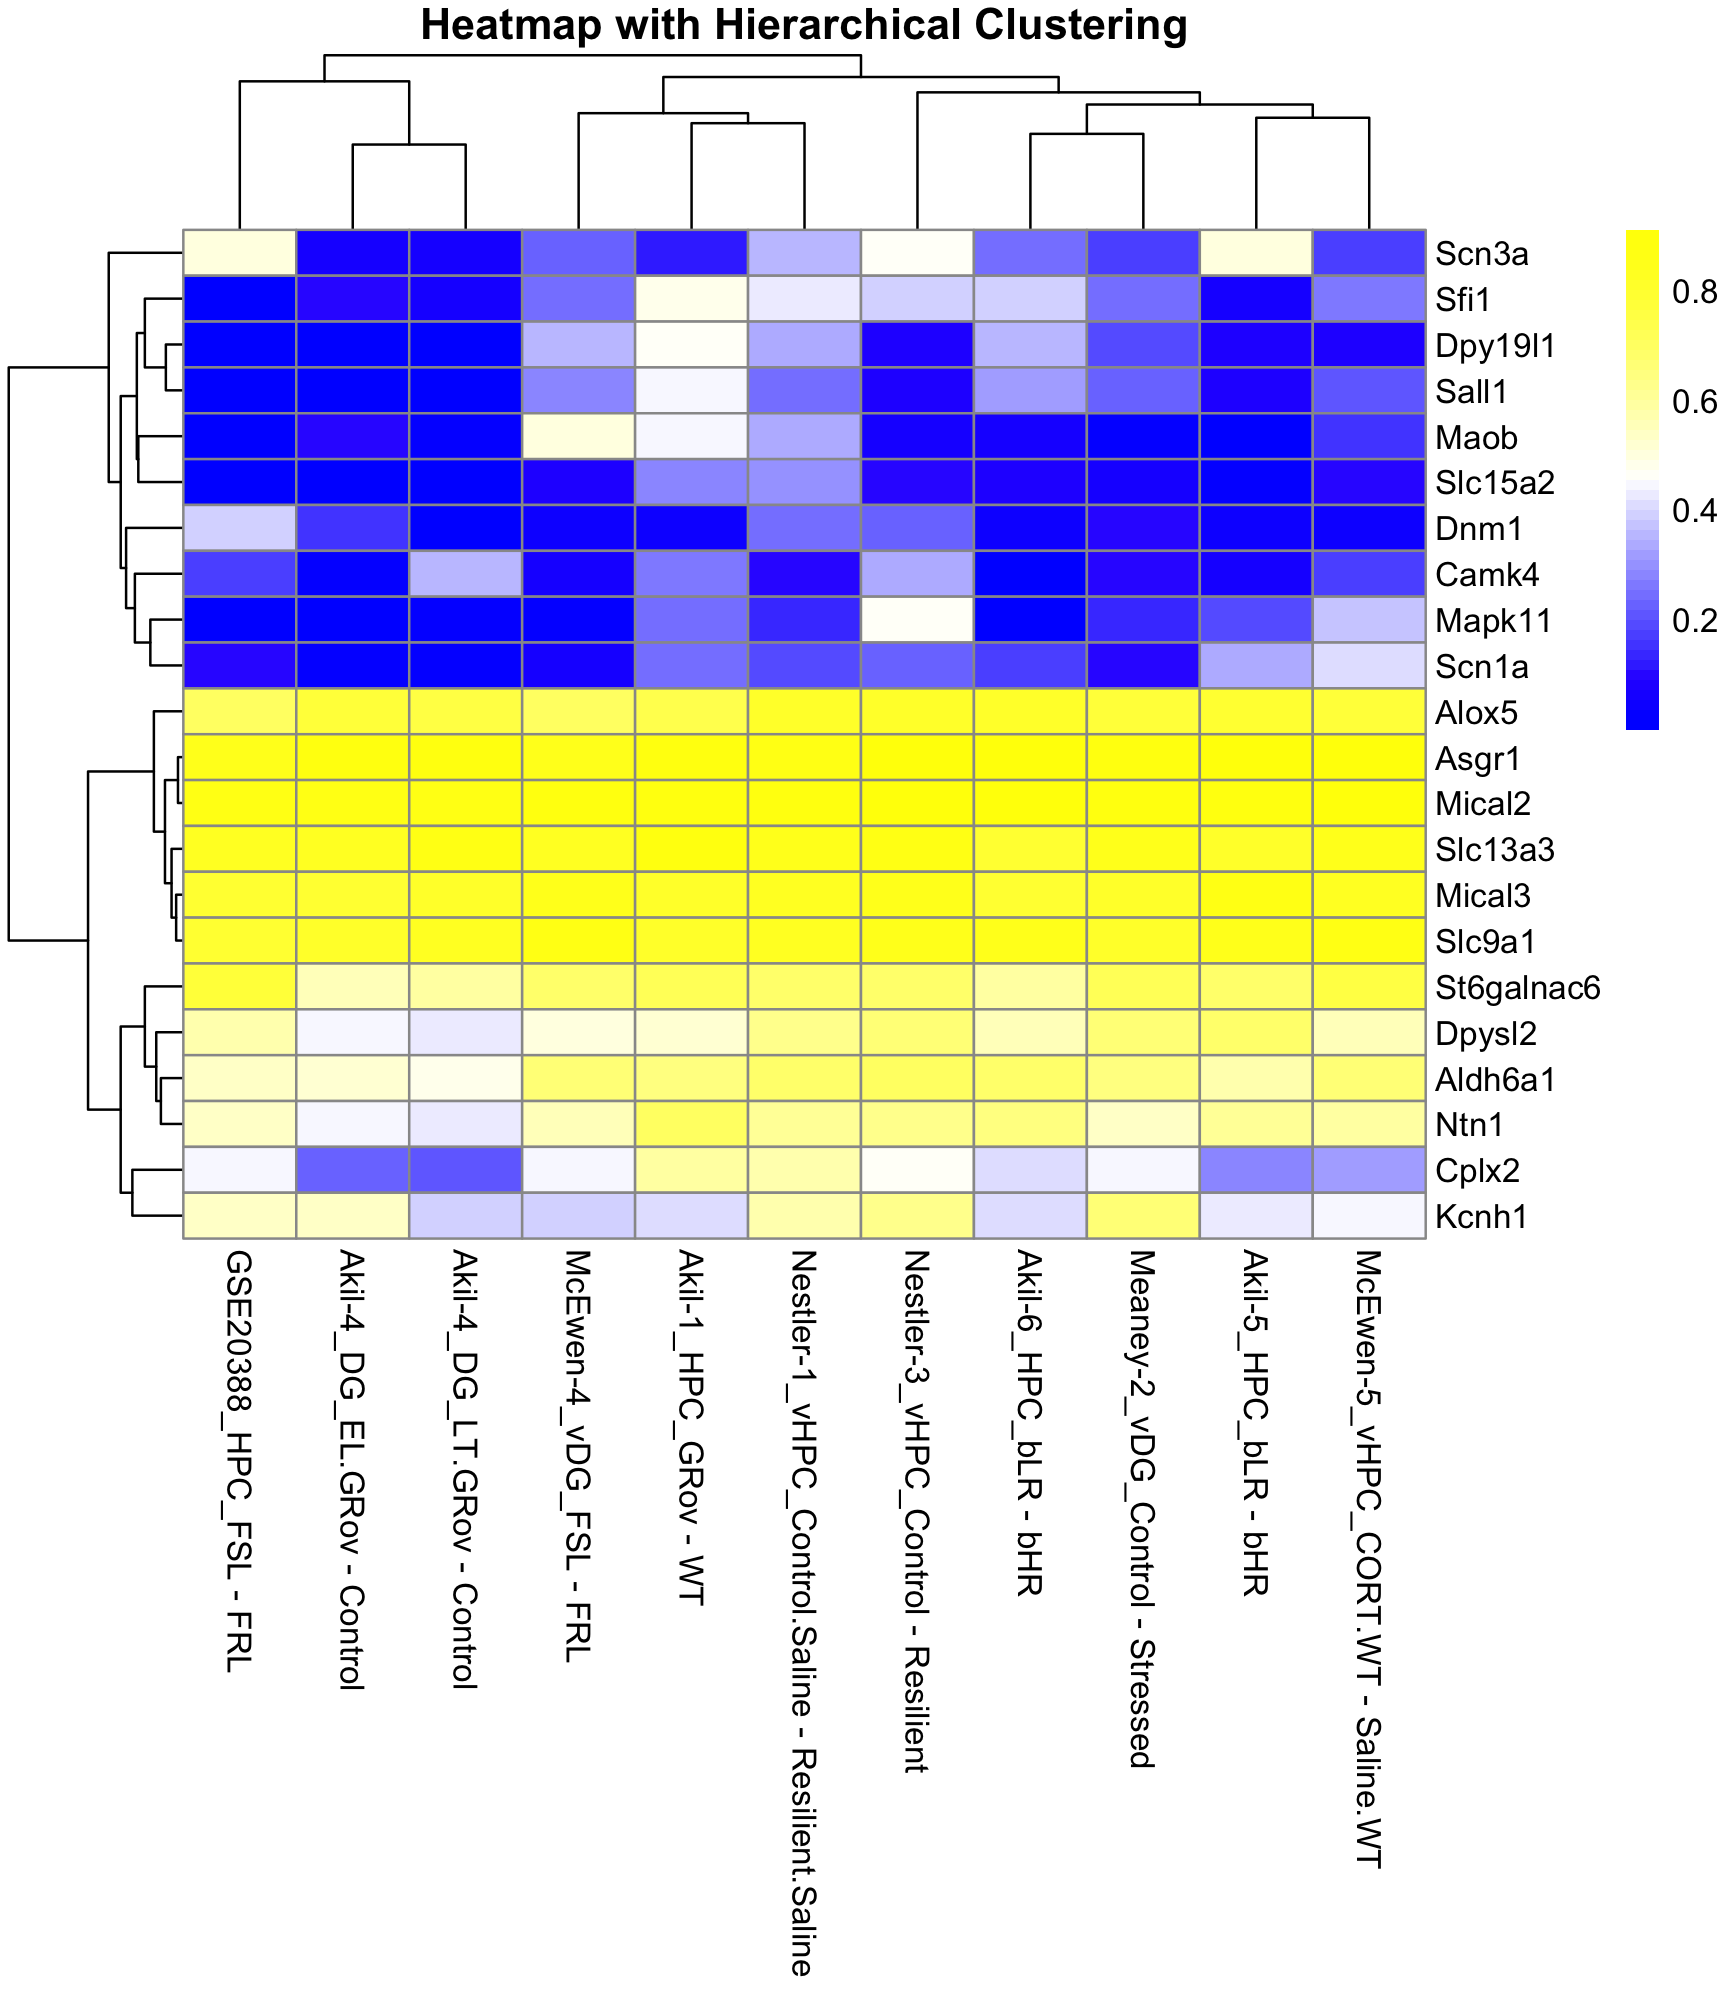 Heatmap with Hierarchical Clustering
Scn3a
Sfi1
Dpy19l1
Sall1
Maob
Slc15a2
Dnm1
Camk4
Mapk11
Scn1a
Alox5
Asgr1
Mical2
Slc13a3
Mical3
Slc9a1
St6galnac6
Dpysl2
Aldh6a1
Ntn1
Cplx2
Kcnh1
0.8
0.6
0.4
0.2
GSE20388_HPC_FSL - FRL
Akil-4_DG_EL.GRov - Control
Akil-4_DG_LT.GRov - Control
McEwen-4_vDG_FSL - FRL
Akil-1_HPC_GRov - WT
Nestler-1_vHPC_Control.Saline - Resilient.Saline
Nestler-3_vHPC_Control - Resilient
Akil-6_HPC_bLR - bHR
Meaney-2_vDG_Control - Stressed
Akil-5_HPC_bLR - bHR
McEwen-5_vHPC_CORT.WT - Saline.WT